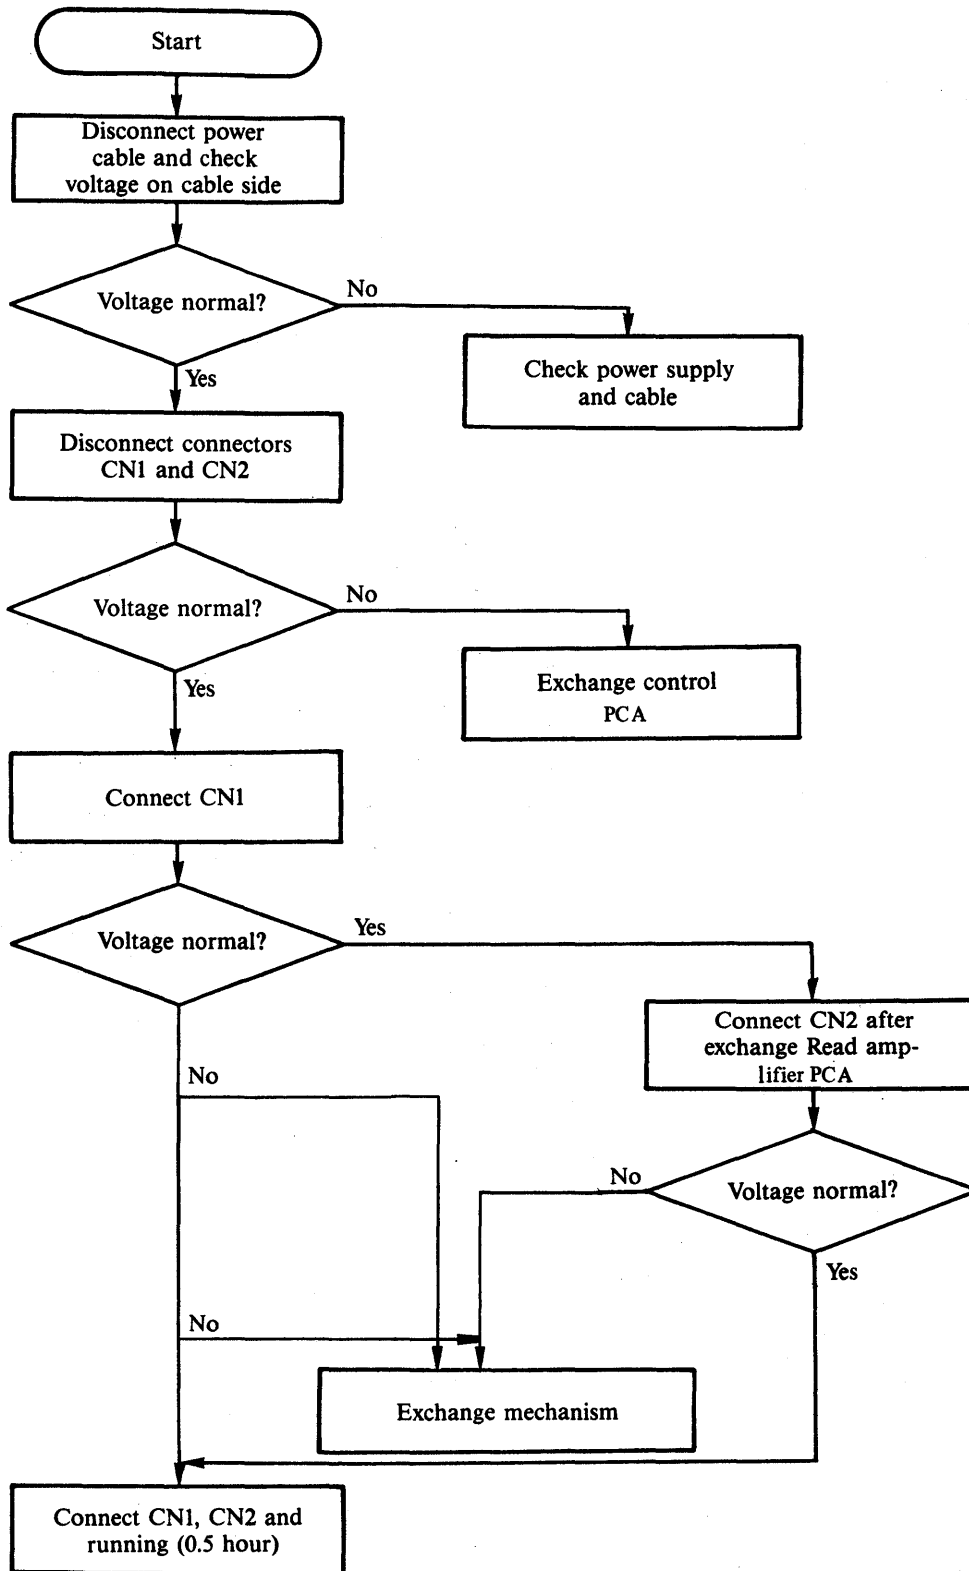 Start
Disconnect power
cable and check
voltage on cable side
Voltage normal?
No
Check power supply
and cable
Yes
Disconnect connectors
CN1 and CN2
Voltage normal?
No
Exchange control
PCA
Yes
Connect CN1
Voltage normal?
Yes
Connect CN2 after
exchange Read amp-
lifier PCA
No
Voltage normal?
No
Yes
No
Exchange mechanism
Connect CN1, CN2 and
running (0.5 hour)